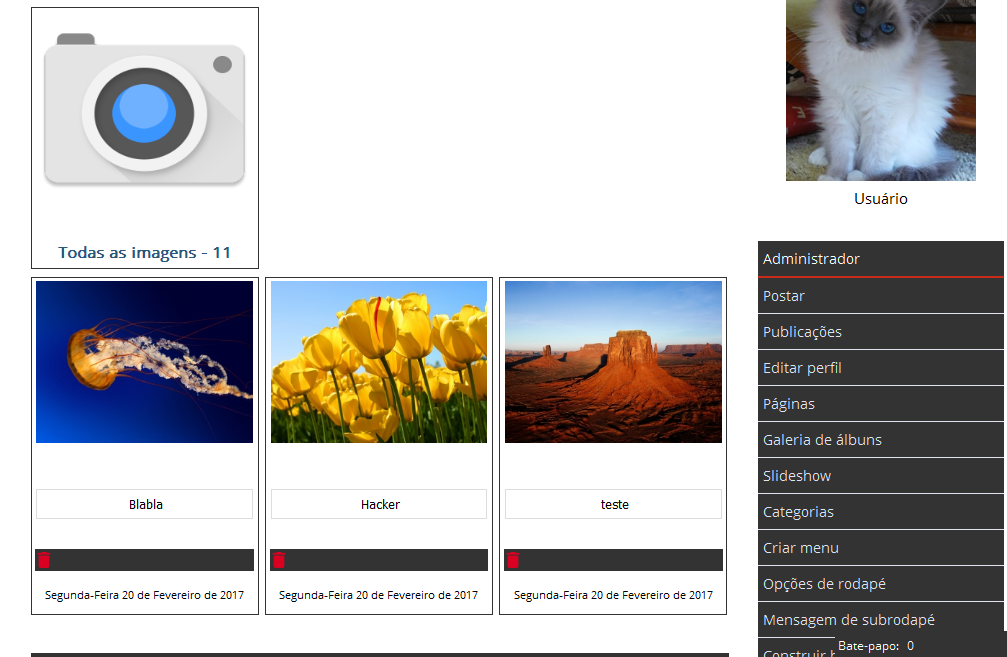 Todas as imagens - 11
Blabla
Hacker
teste
Segunda-Feira 20 de Fevereiro de 2017
Segunda-Feira 20 de Fevereiro de 2017
Segunda-Feira 20 de Fevereiro de 2017
Usuário
Administrador
Postar
Publicações
Editar perfil
Páginas
Galeria de álbuns
Slideshow
Categorias
Criar menu
Opções de rodapé
Mensagem de subrodapé
Construir
Bate-papo: 0